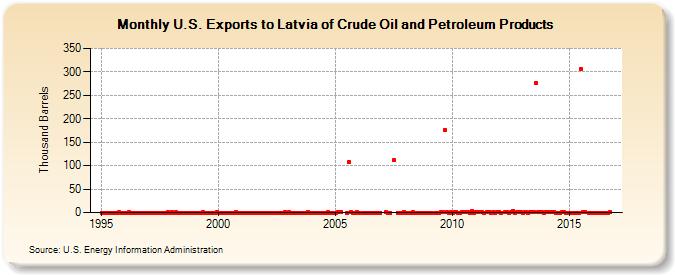 Monthly U.S. Exports to Latvia of Crude Oil and Petroleum Products
Thousand Barrels
350
300
250
200
150
100
50
0
1995 2000 2005 2010 2015
Source: U.S. Energy Information Administration